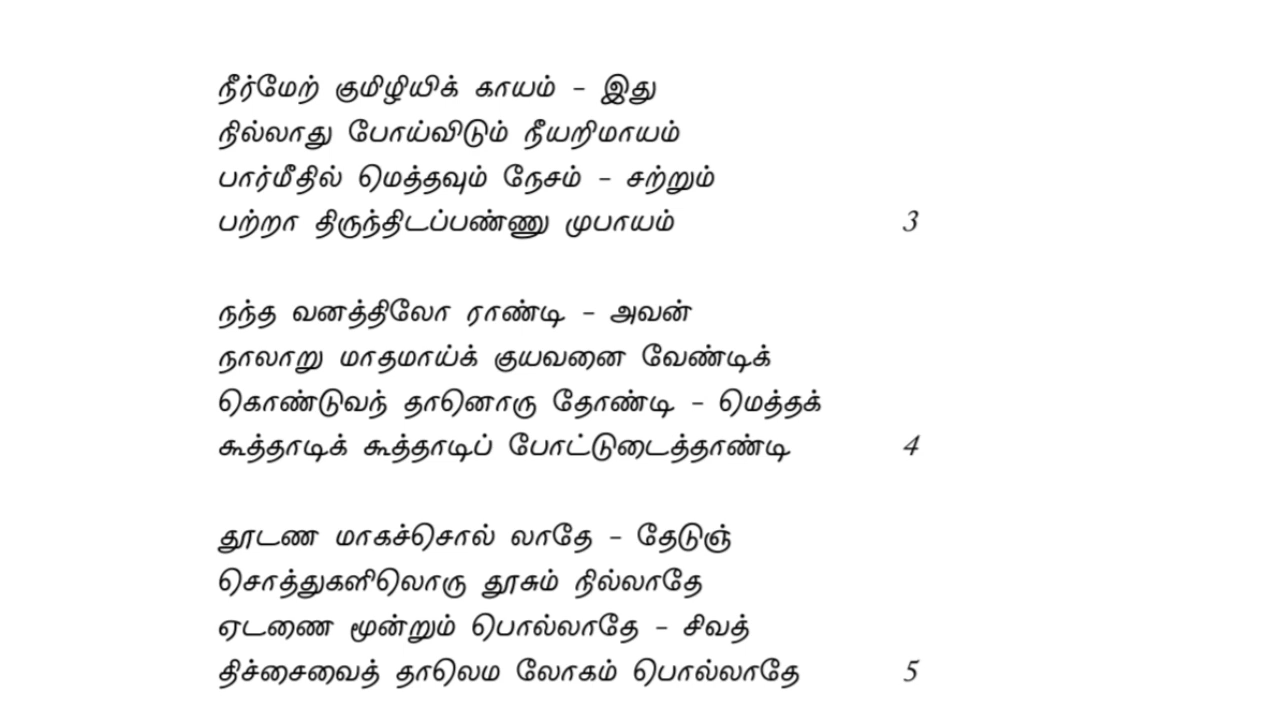 நீர்மேற் குமிழியிக் காயம் - இது
நில்லாது போய்விடும் நீயறிமாயம்
பார்மீதில் மெத்தவும் நேசம் - சற்றும்
பற்றா திருந்திடப்பண்ணு முபாயம் 3
நந்த வனத்திலோ ராண்டி - அவன்
நாலாறு மாதமாய்க் குயவனை வேண்டிக்
கொண்டுவந் தானொரு தோண்டி - மெத்தக்
கூத்தாடிக் கூத்தாடிப் போட்டுடைத்தாண்டி 4
தூடண மாகச்சொல் லாதே - தேடுஞ்
சொத்துகளிலொரு தூசும் நில்லாதே
ஏடணை மூன்றும் பொல்லாதே - சிவத்
திச்சைவைத் தாலெம லோகம் பொல்லாதே 5